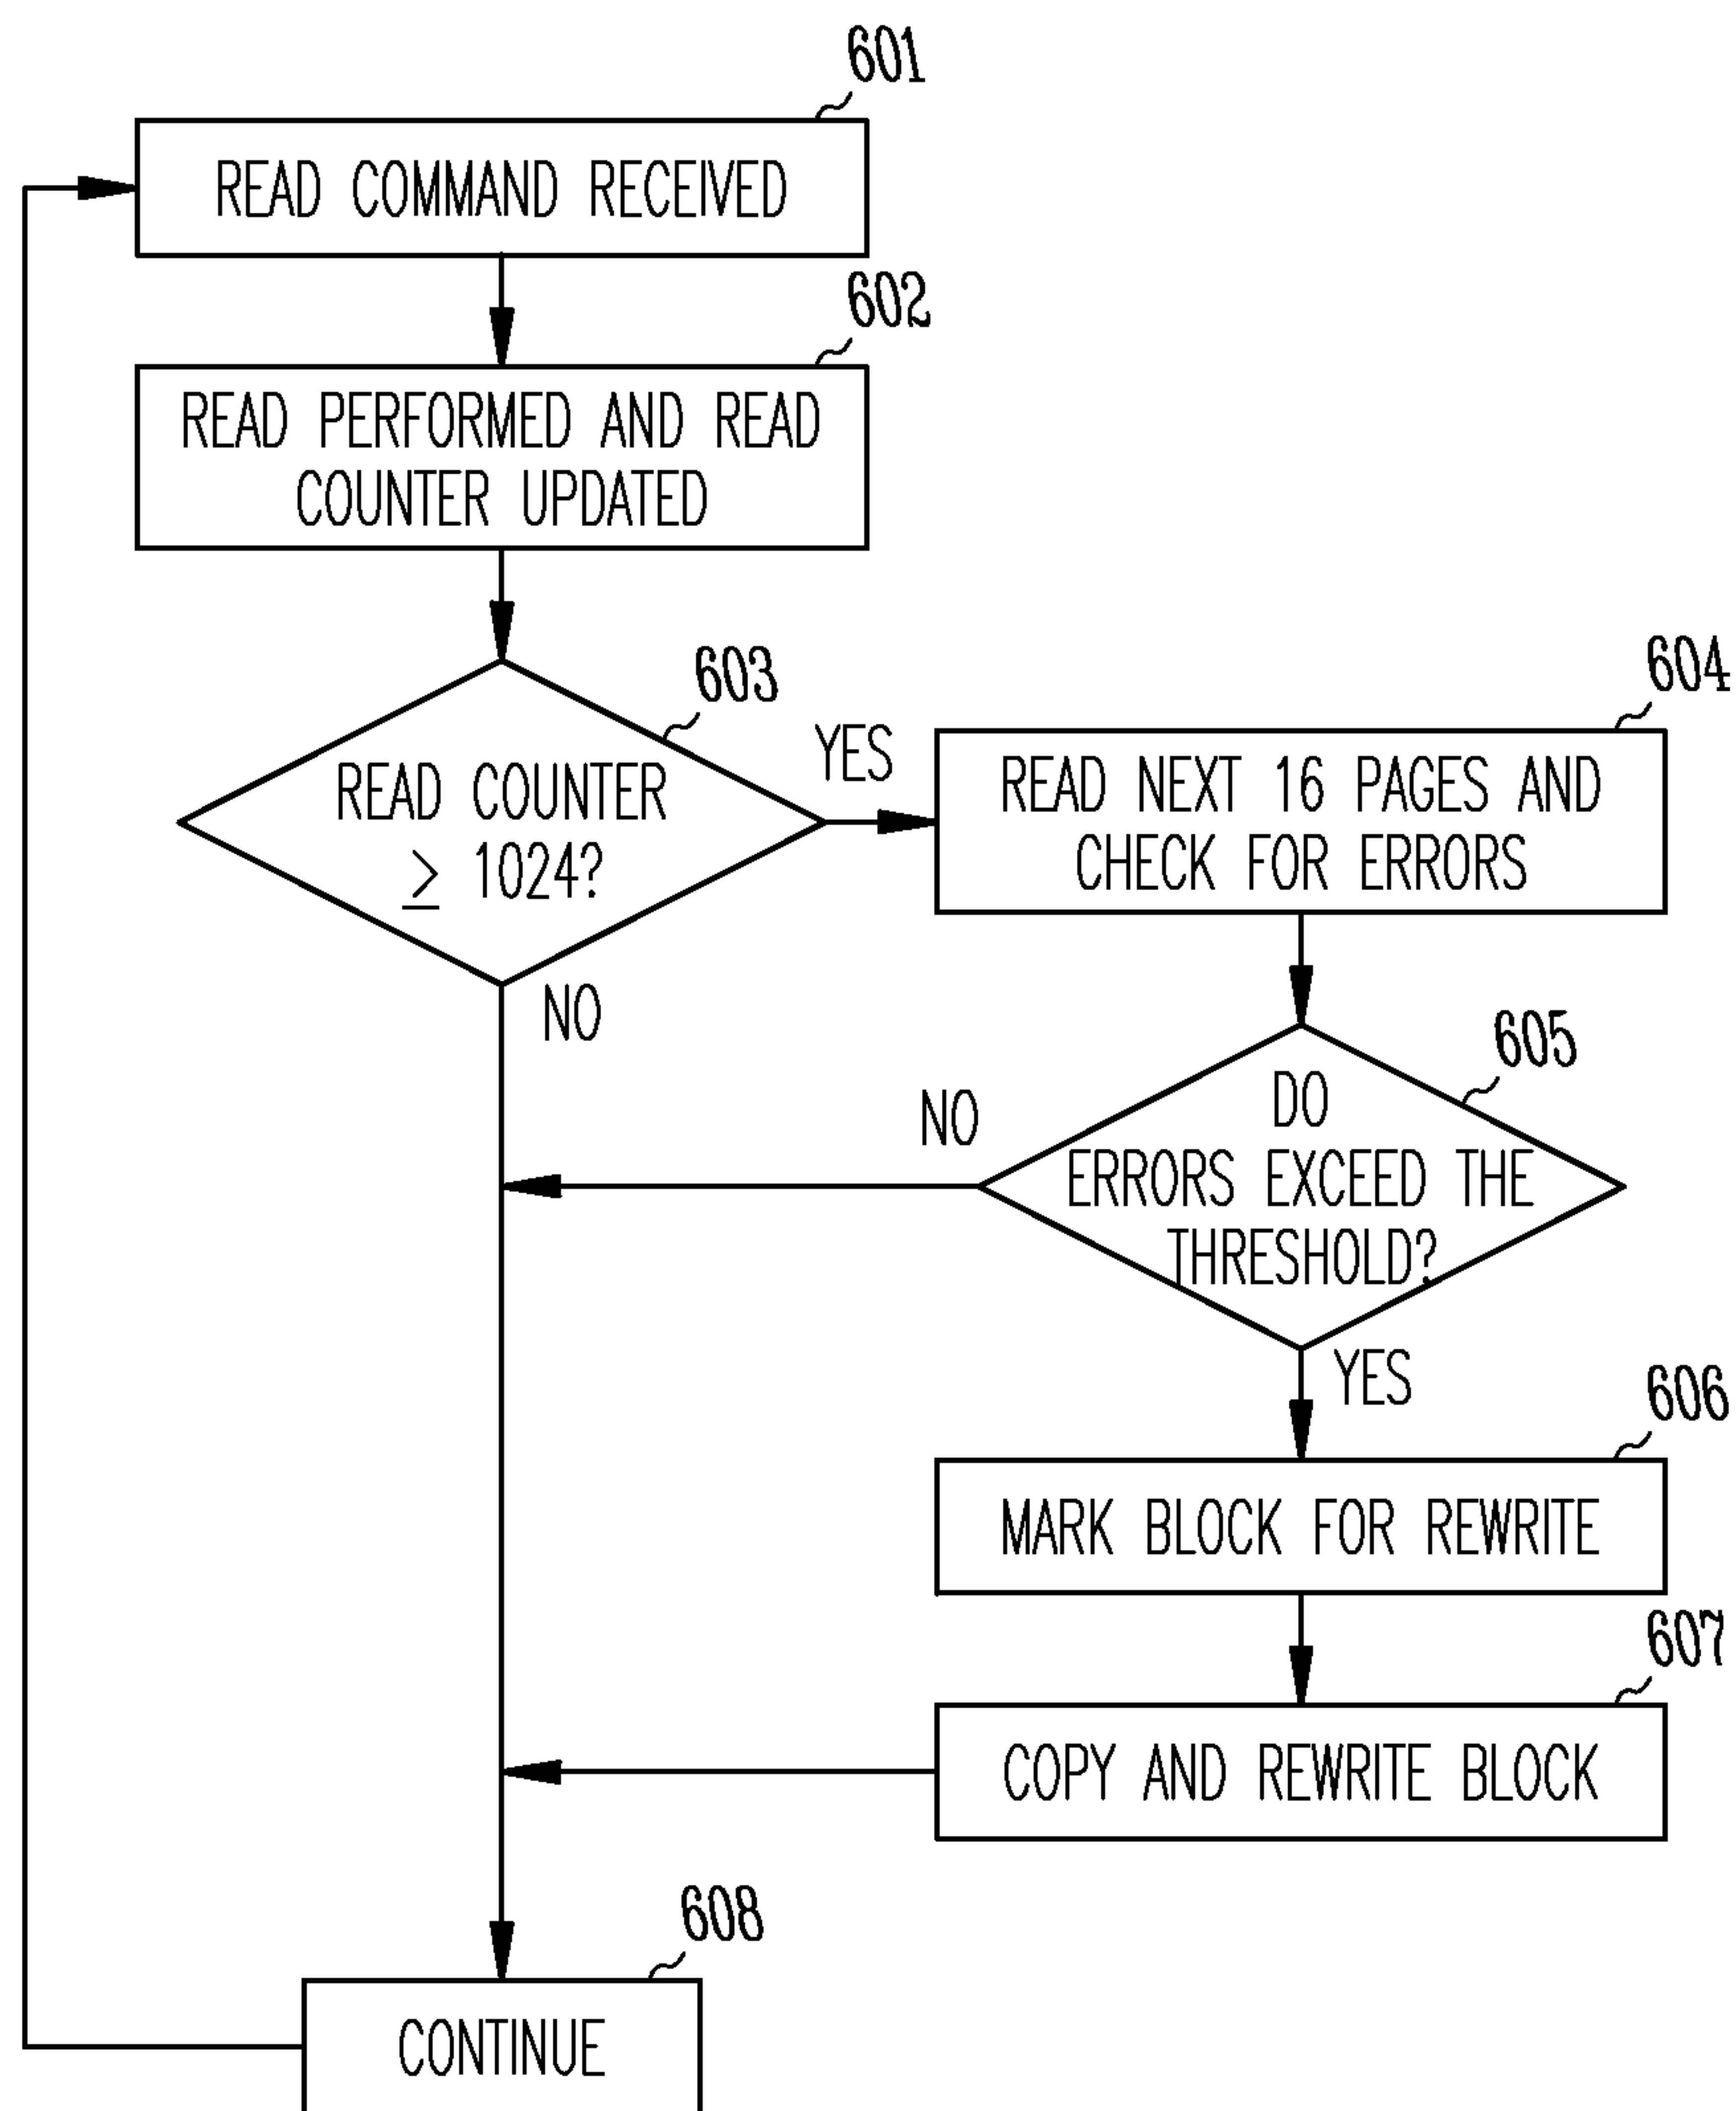 601
READ COMMAND RECEIVED
602
READ PERFORMED AND READ
COUNTER UPDATED
603
READ COUNTER
≥ 1024?
YES
NO
604
READ NEXT 16 PAGES AND
CHECK FOR ERRORS
605
DO
ERRORS EXCEED THE
THRESHOLD?
NO
YES
606
MARK BLOCK FOR REWRITE
607
COPY AND REWRITE BLOCK
608
CONTINUE